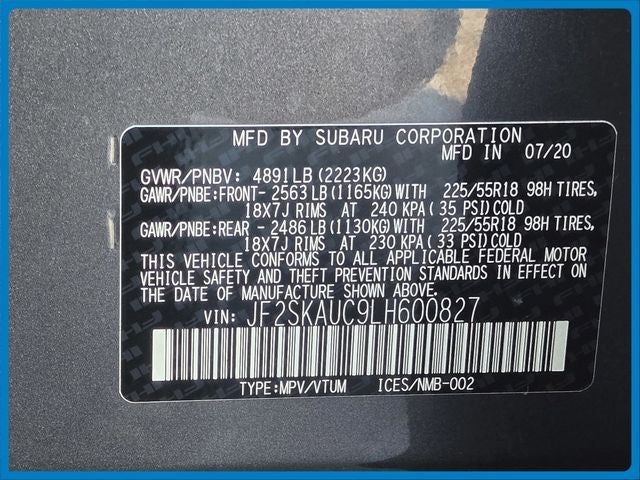 MFD BY SUBARU CORPORATION
MFD IN 07/20
GVWR/PNBV: 4891LB(2223KG)
GAWR/PNBE:FRONT- 2563 LB(1165KG)WITH 225/55R18 98H TIRES,
18X7J RIMS AT 240 KPA( 35 PSI)COLD
GAWR/PNBE:REAR - 2486 LB(1130KG)WITH 225/55R18 98H TIRES,
18X7J RIMS AT 230 KPA( 33 PSI)COLD
THIS VEHICLE CONFORMS TO ALL APPLICABLE FEDERAL MOTOR
VEHICLE SAFETY AND THEFT PREVENTION STANDARDS IN EFFECT ON
THE DATE OF MANUFACTURE SHOWN ABOVE.
VIN: JF2SKAUC9LH600827
TYPE:MPV/VTUM ICES/NMB-002